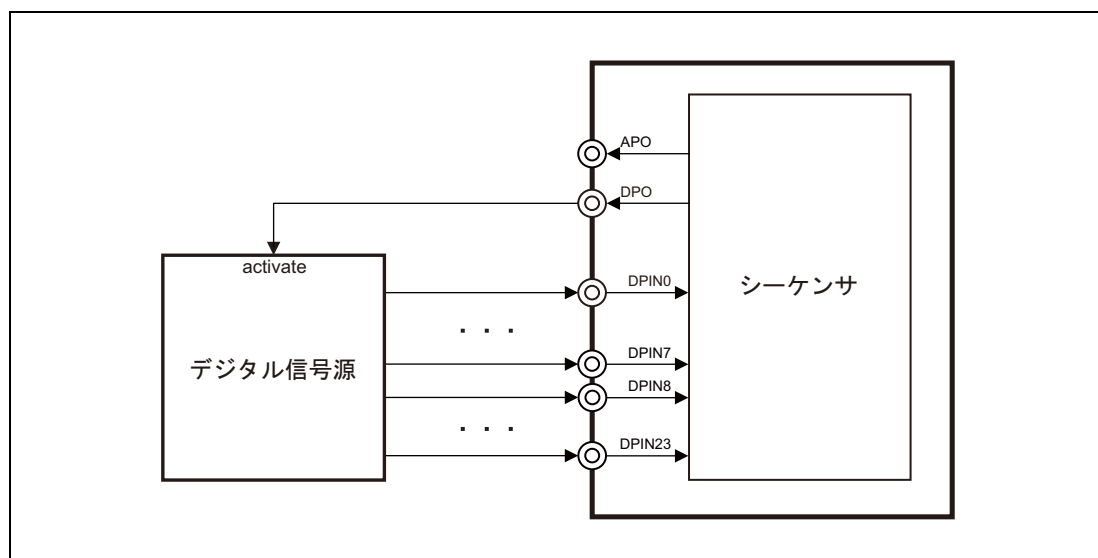 APO
DPO
activate
DPIN0
シーケンサ
. . .
デジタル信号源
DPIN7
DPIN8
. . .
DPIN23